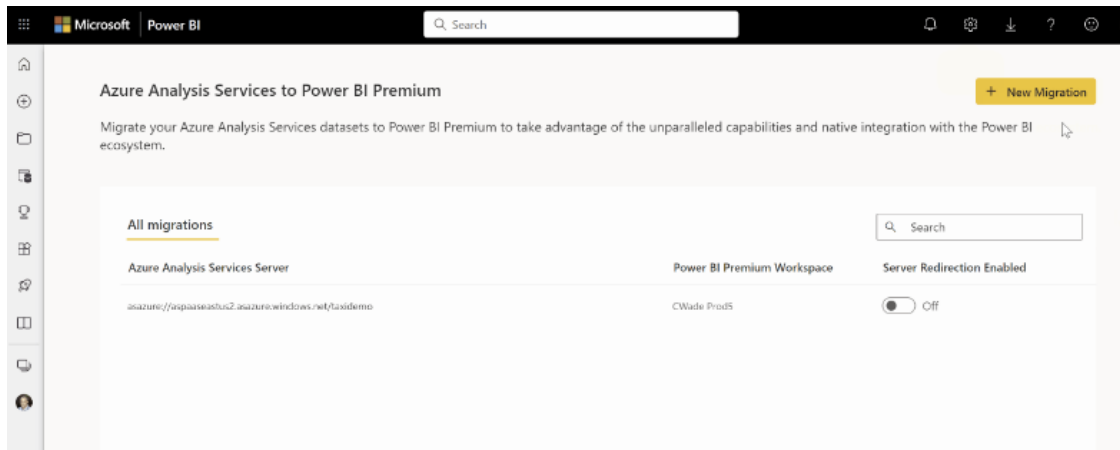 Microsoft Power BI
Search
Azure Analysis Services to Power BI Premium
+ New Migration
Migrate your Azure Analysis Services datasets to Power BI Premium to take advantage of the unparalleled capabilities and native integration with the Power BI
ecosystem.
All migrations
Search
Azure Analysis Services Server Power BI Premium Workspace Server Redirection Enabled
asazure://aspaaseastus2.asazure.windows.net/taxidemo CWade Prod5 Off